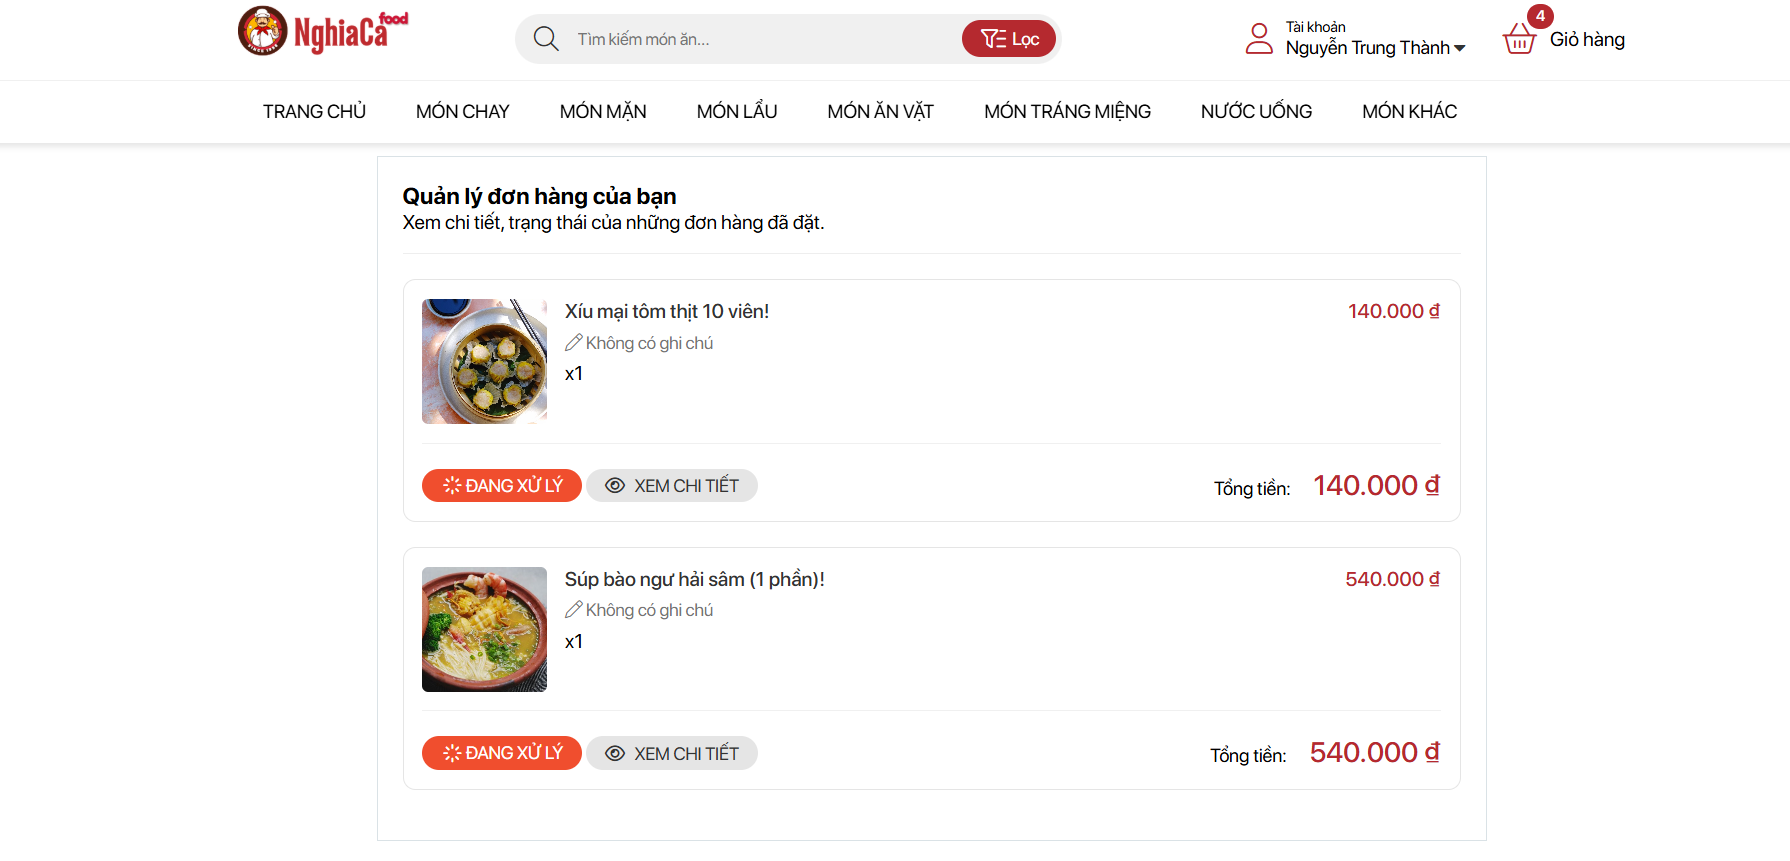 NghiaCa food
SINCE 1996
Tìm kiếm món ăn...
Lọc
Tài khoản
Nguyễn Trung Thành
4
Giỏ hàng
TRANG CHỦ MÓN CHAY MÓN MẶN MÓN LẨU MÓN ĂN VẶT MÓN TRÁNG MIỆNG NƯỚC UỐNG MÓN KHÁC
Quản lý đơn hàng của bạn
Xem chi tiết, trạng thái của những đơn hàng đã đặt.
Xíu mại tôm thịt 10 viên! 140.000 ₫
Không có ghi chú
x1
ĐANG XỬ LÝ XEM CHI TIẾT Tổng tiền: 140.000 ₫
Súp bào ngư hải sâm (1 phần)! 540.000 ₫
Không có ghi chú
x1
ĐANG XỬ LÝ XEM CHI TIẾT Tổng tiền: 540.000 ₫